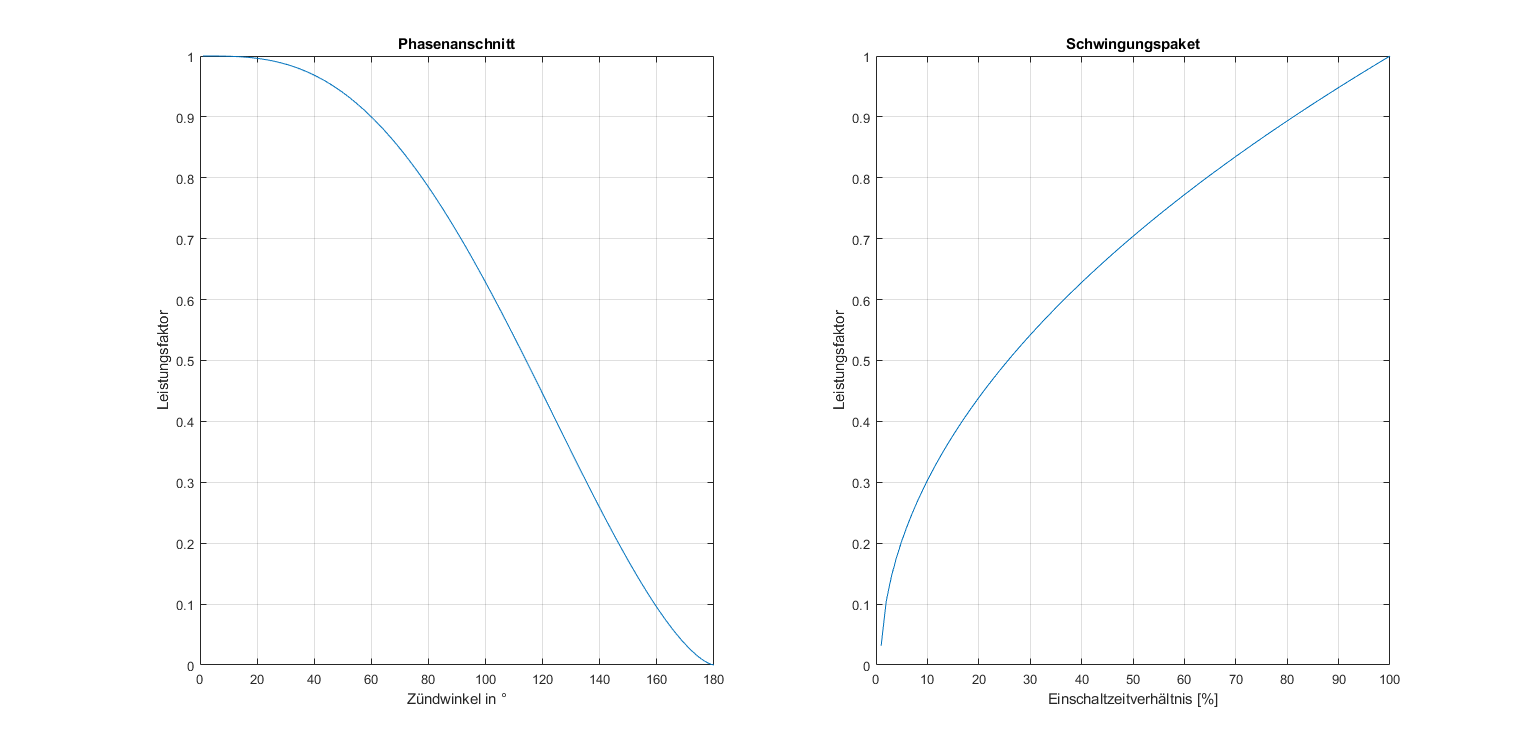 Phasenanschnitt
1
0.9
0.8
0.7
0.6
0.5
0.4
0.3
0.2
0.1
0
Leistungsfaktor
0 20 40 60 80 100 120 140 160 180
Zündwinkel in °
Schwingungspaket
1
0.9
0.8
0.7
0.6
0.5
0.4
0.3
0.2
0.1
0
Leistungsfaktor
0 10 20 30 40 50 60 70 80 90 100
Einschaltzeitverhältnis [%]